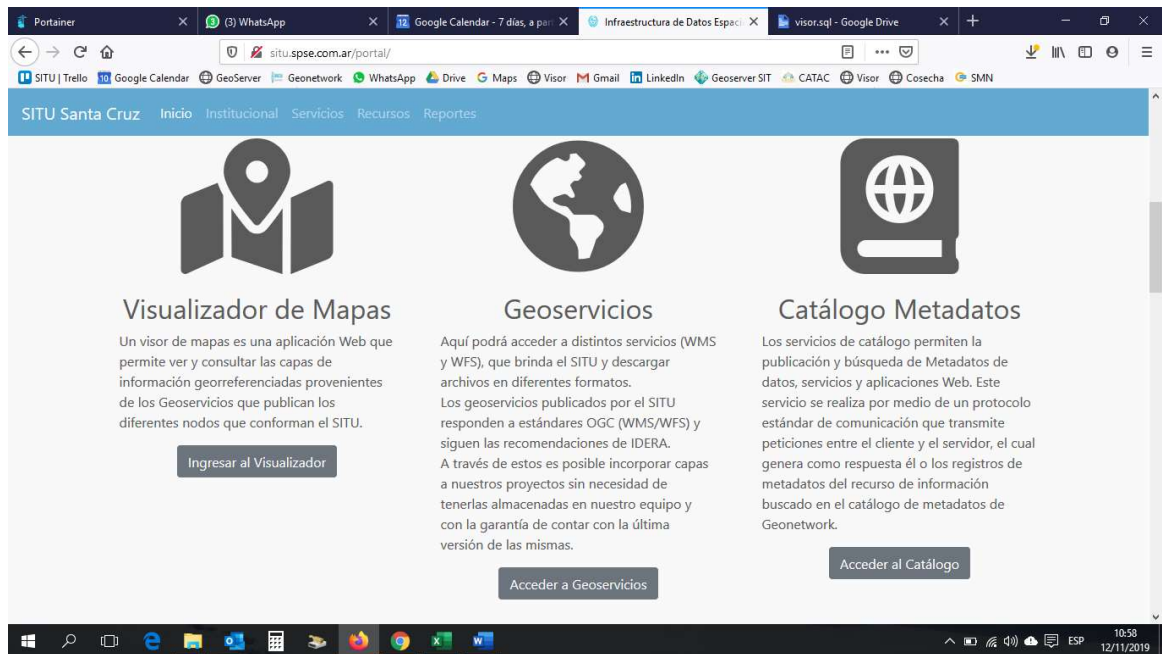 Portainer
(3) WhatsApp
Google Calendar - 7 días, a par
Infraestructura de Datos Espaci
visor.sql - Google Drive
situ.spse.com.ar/portal/
SITU | Trello Google Calendar GeoServer Geonetwork WhatsApp Drive Maps Visor Gmail LinkedIn Geoserver SIT CATAC Visor Cosecha SMN
SITU Santa Cruz Inicio Institucional Servicios Recursos Reportes
Visualizador de Mapas
Un visor de mapas es una aplicación Web que
permite ver y consultar las capas de
información georreferenciadas provenientes
de los Geoservicios que publican los
diferentes nodos que conforman el SITU.
Ingresar al Visualizador
Geoservicios
Aquí podrá acceder a distintos servicios (WMS
y WFS), que brinda el SITU y descargar
archivos en diferentes formatos.
Los geoservicios publicados por el SITU
responden a estándares OGC (WMS/WFS) y
siguen las recomendaciones de IDERA.
A través de estos es posible incorporar capas
a nuestros proyectos sin necesidad de
tenerlas almacenadas en nuestro equipo y
con la garantía de contar con la última
versión de las mismas.
Acceder a Geoservicios
Catálogo Metadatos
Los servicios de catálogo permiten la
publicación y búsqueda de Metadatos de
datos, servicios y aplicaciones Web. Este
servicio se realiza por medio de un protocolo
estándar de comunicación que transmite
peticiones entre el cliente y el servidor, el cual
genera como respuesta él o los registros de
metadatos del recurso de información
buscado en el catálogo de metadatos de
Geonetwork.
Acceder al Catálogo
ESP
10:58
12/11/2019